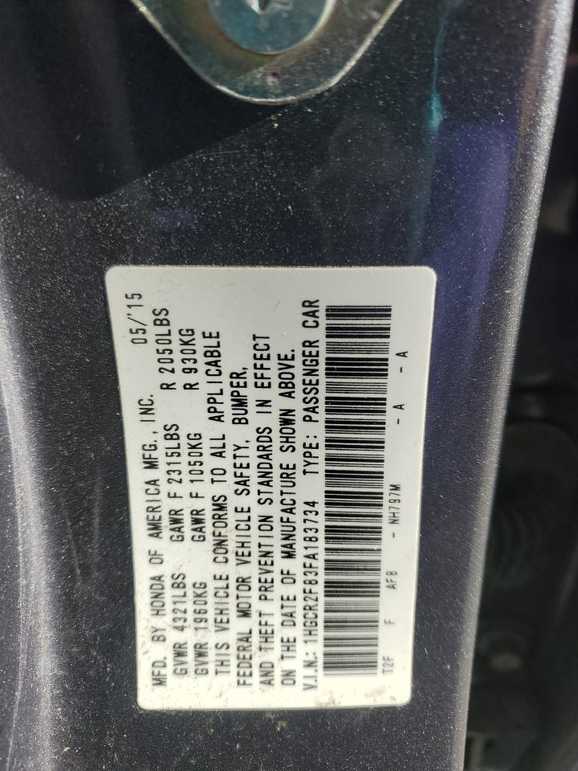 MFD. BY HONDA OF AMERICA MFG., INC. 05/'15
GVWR 4321LBS GAWR F 2315LBS R 2050LBS
GVWR 1960KG GAWR F 1050KG R 930KG
THIS VEHICLE CONFORMS TO ALL APPLICABLE
FEDERAL MOTOR VEHICLE SAFETY, BUMPER,
AND THEFT PREVENTION STANDARDS IN EFFECT
ON THE DATE OF MANUFACTURE SHOWN ABOVE.
V.I.N.: 1HGCR2F83FA183734 TYPE: PASSENGER CAR
T2F F AFB - NH797M - A - A